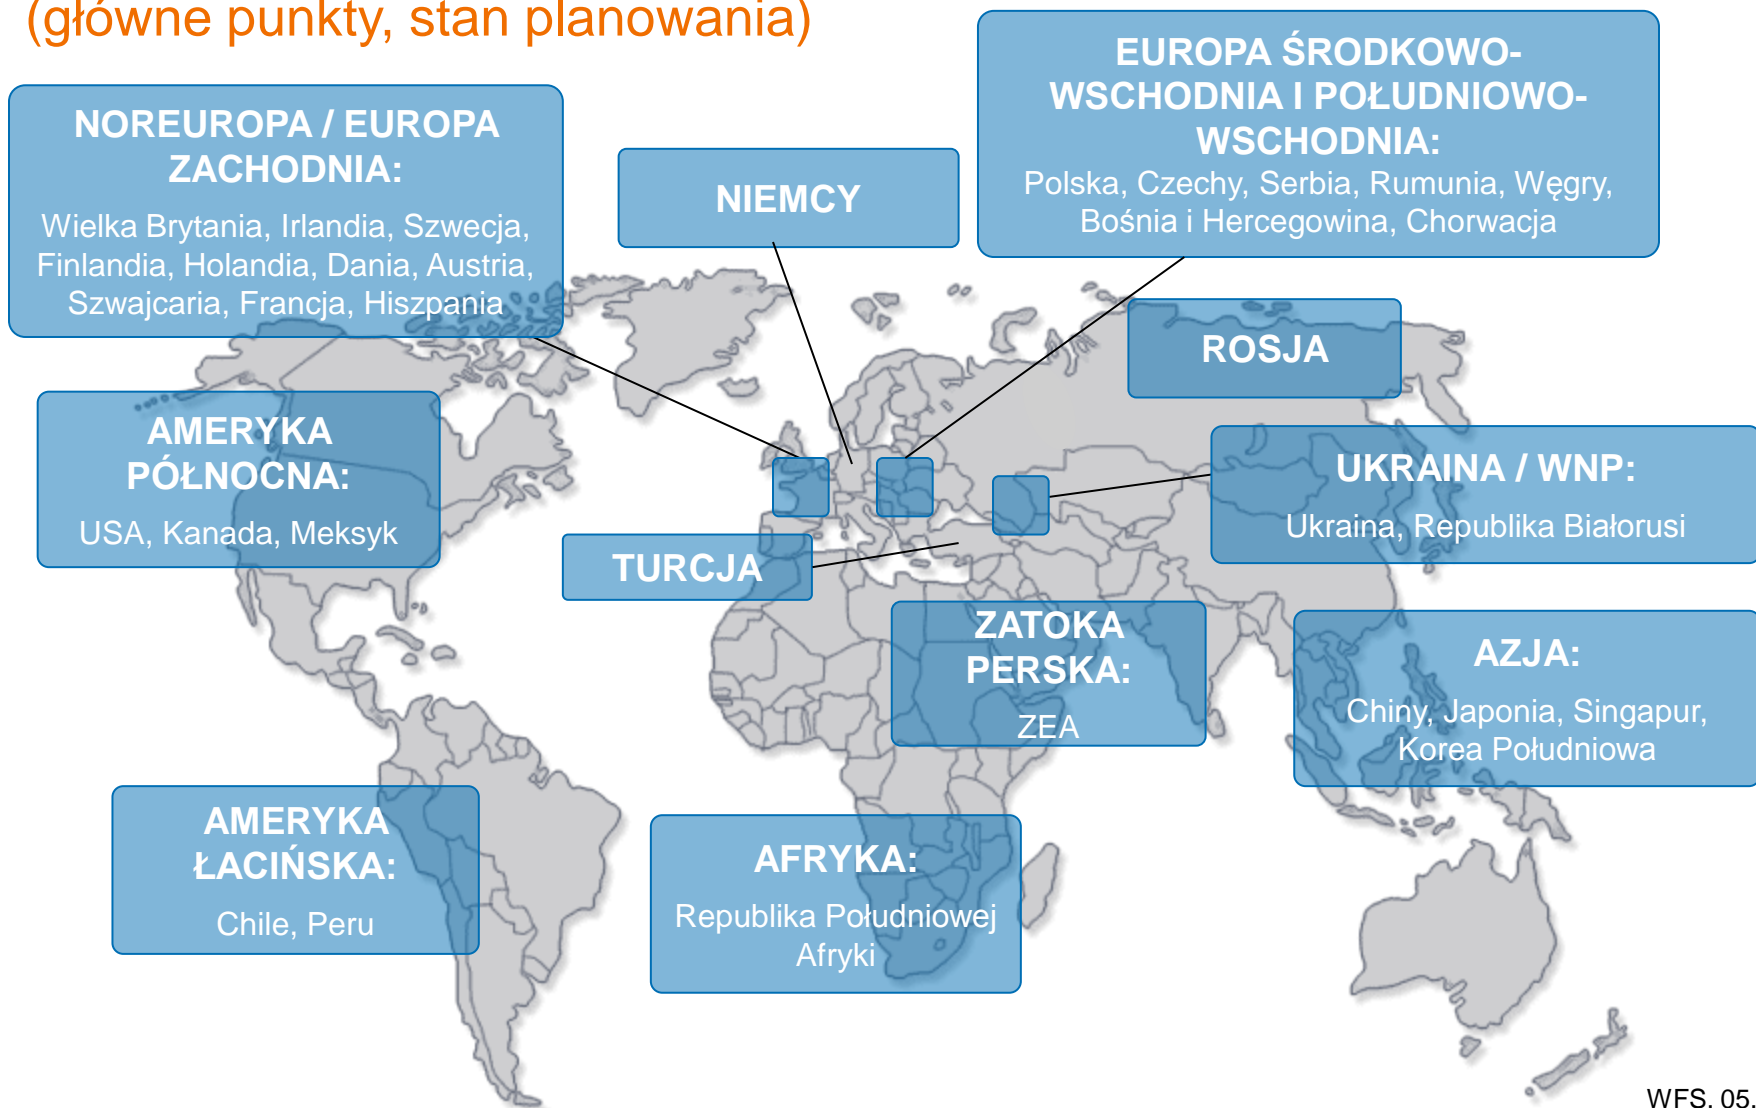 (główne punkty, stan planowania)
NOREUROPA / EUROPA
ZACHODNIA:
Wielka Brytania, Irlandia, Szwecja,
Finlandia, Holandia, Dania, Austria,
Szwajcaria, Francja, Hiszpania
NIEMCY
EUROPA ŚRODKOWO-
WSCHODNIA I POŁUDNIOWO-
WSCHODNIA:
Polska, Czechy, Serbia, Rumunia, Węgry,
Bośnia i Hercegowina, Chorwacja
ROSJA
AMERYKA
PÓŁNOCNA:
USA, Kanada, Meksyk
UKRAINA / WNP:
Ukraina, Republika Białorusi
TURCJA
ZATOKA
PERSKA:
ZEA
AZJA:
Chiny, Japonia, Singapur,
Korea Południowa
AMERYKA
ŁACIŃSKA:
Chile, Peru
AFRYKA:
Republika Południowej
Afryki
WFS, 05.